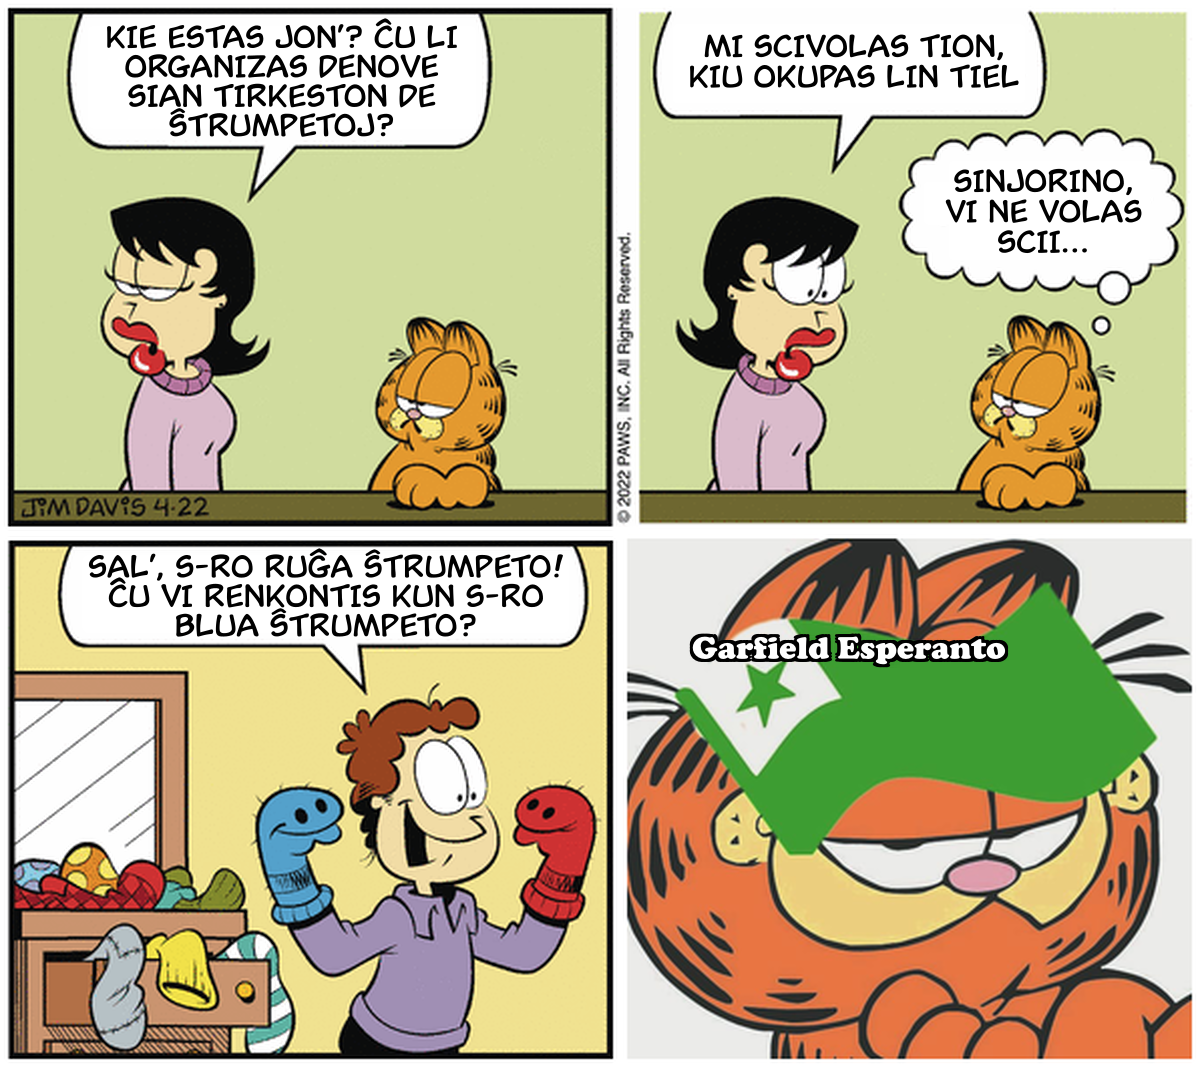 KIE ESTAS JON'? ĈU LI
ORGANIZAS DENOVE
SIAN TIRKESTON DE
ŜTRUMPETOJ?
JIM DAVIS 4-22
© 2022 PAWS, INC. All Rights Reserved.
MI SCIVOLAS TION,
KIU OKUPAS LIN TIEL
SINJORINO,
VI NE VOLAS
SCII...
SAL', S-RO RUĜA ŜTRUMPETO!
ĈU VI RENKONTIS KUN S-RO
BLUA ŜTRUMPETO?
Garfield Esperanto